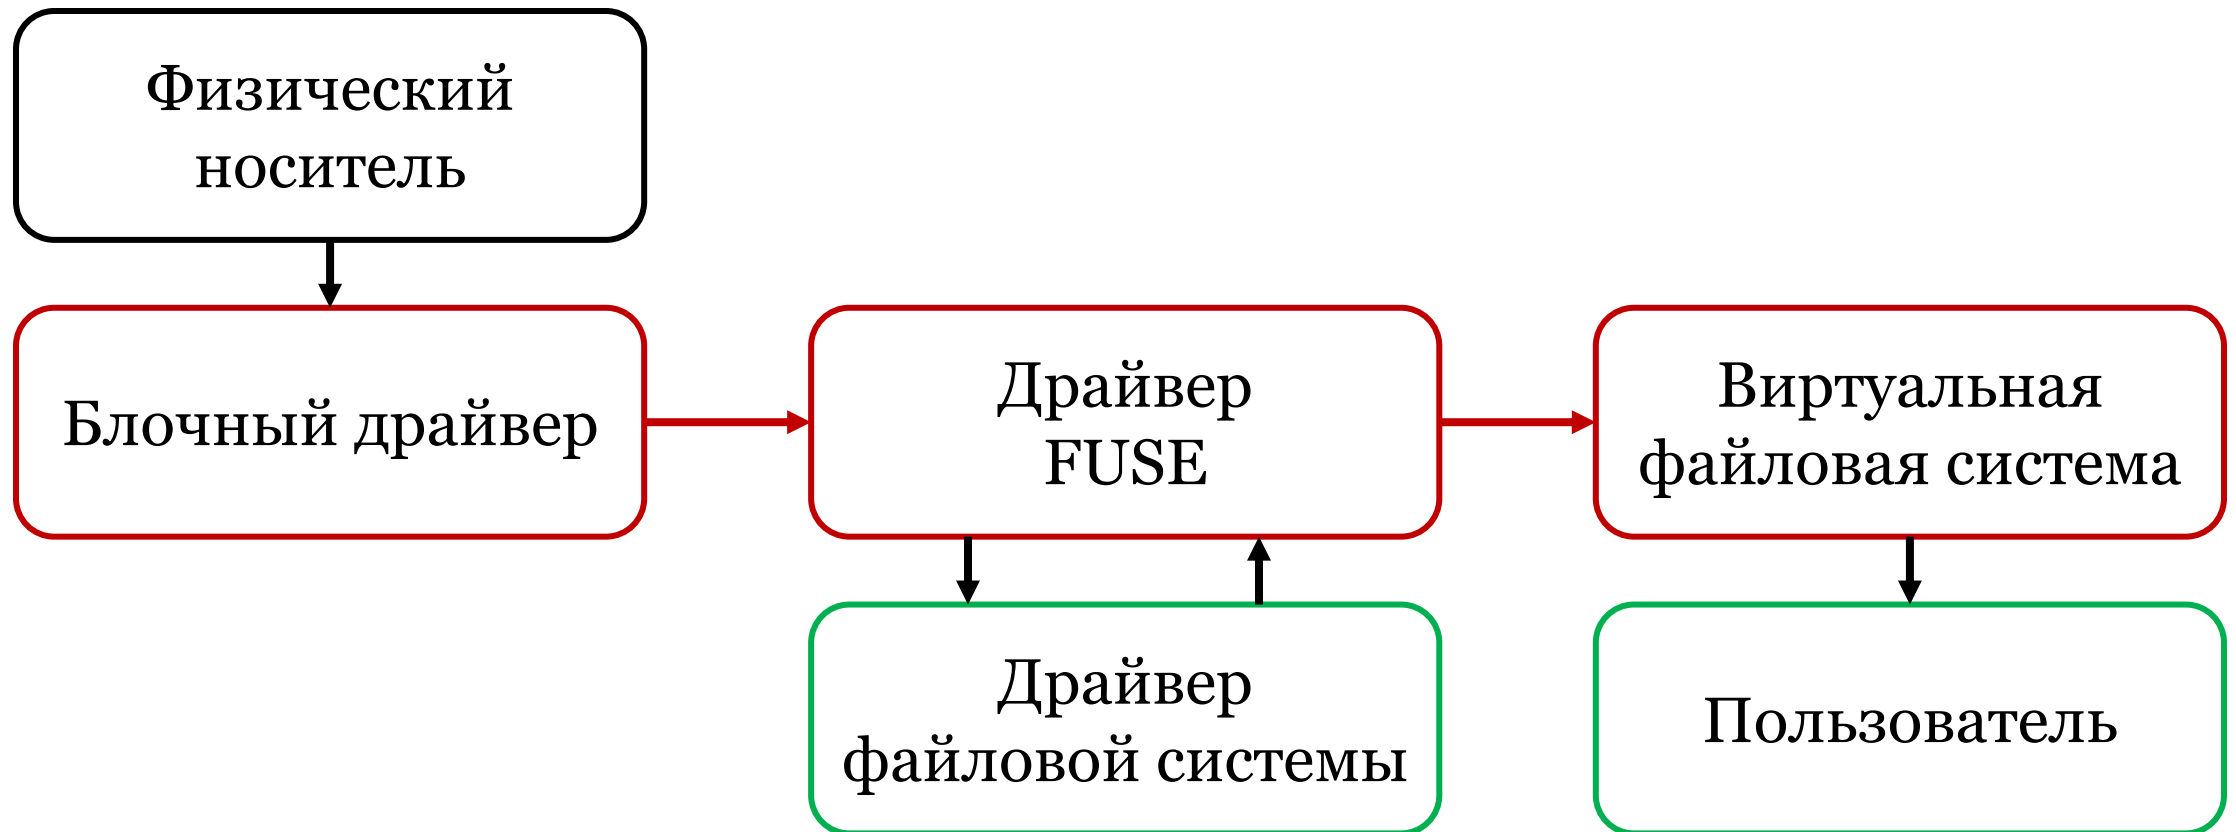 Физический
носитель
Блочный драйвер
Драйвер
FUSE
Виртуальная
файловая система
Драйвер
файловой системы
Пользователь